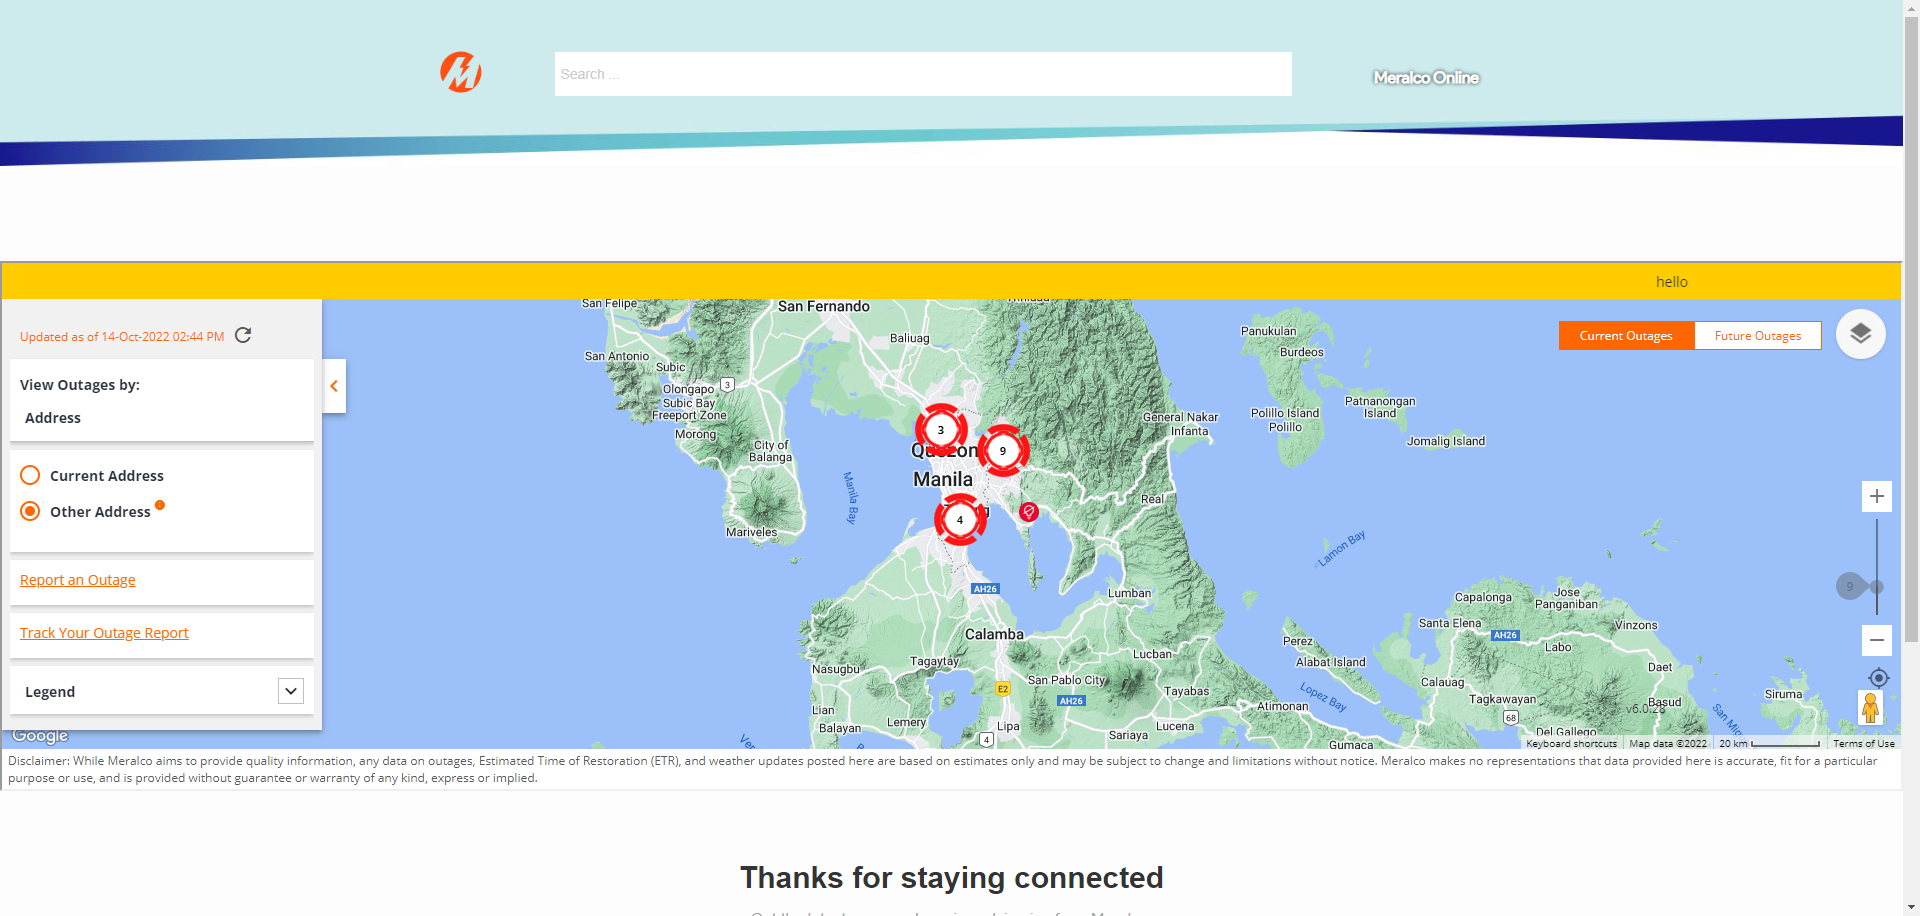 Search ...
Meralco Online
hello
Updated as of 14-Oct-2022 02:44 PM
View Outages by:
Address
Current Address
Other Address
Report an Outage
Track Your Outage Report
Legend
Current Outages
Future Outages
San Felipe
San Fernando
Baliuag
San Antonio
Subic
3
Olongapo
Subic Bay
Freeport Zone
Morong
City of
Balanga
Mariveles
Manila Bay
3
9
4
Manila
AH26
Lumban
Calamba
Real
General Nakar
Infanta
Panukulan
Burdeos
Patnanongan
Island
Polillo Island
Polillo
Jomalig Island
Lamon Bay
Capalonga
Jose
Panganiban
Santa Elena
AH26
Vinzons
Labo
Perez
Alabat Island
Daet
Calauag
Tagkawayan
Basud
v6.0.28
68
Del Gallego
Siruma
Lopez Bay
Nasugbu
Tagaytay
Lucban
San Pablo City
E2
AH26
Tayabas
Atimonan
Lian
Balayan
Lemery
Lipa
4
Lucena
Sariaya
Gumaca
9
Google
Keyboard shortcuts
Map data ©2022
20 km
Terms of Use
Disclaimer: While Meralco aims to provide quality information, any data on outages, Estimated Time of Restoration (ETR), and weather updates posted here are based on estimates only and may be subject to change and limitations without notice. Meralco makes no representations that data provided here is accurate, fit for a particular
purpose or use, and is provided without guarantee or warranty of any kind, express or implied.
Thanks for staying connected